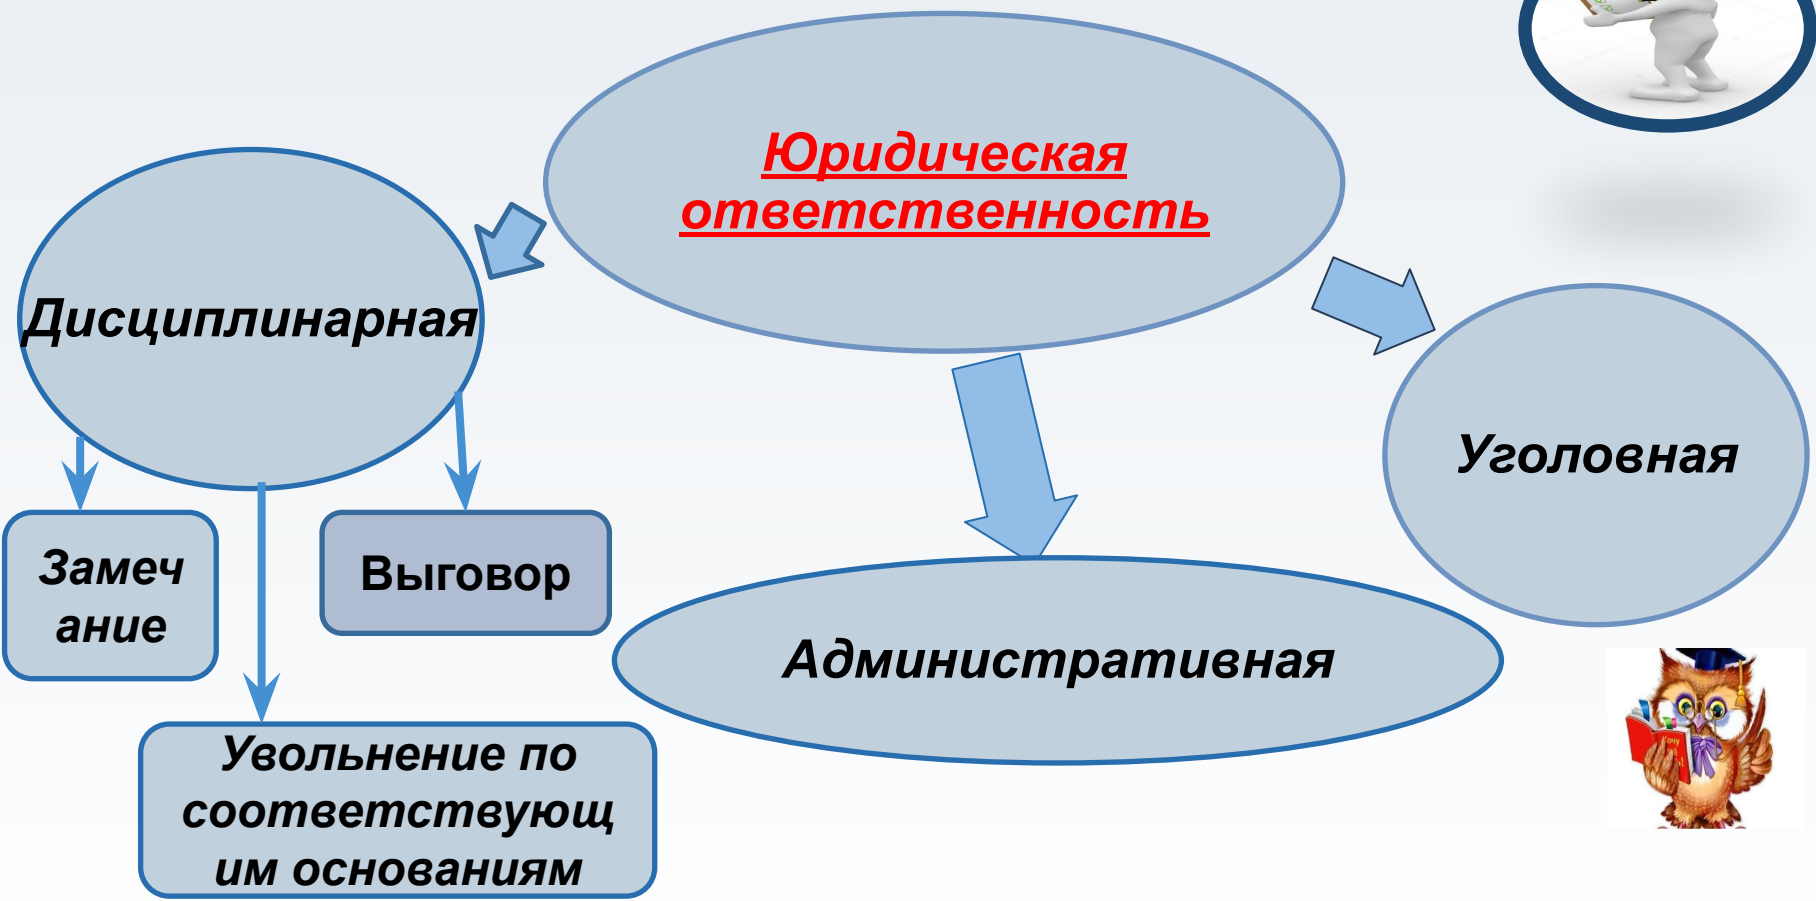 Юридическая
ответственность
Дисциплинарная
Уголовная
Замеч
ание
Выговор
Административная
Увольнение по
соответствующ
им основаниям